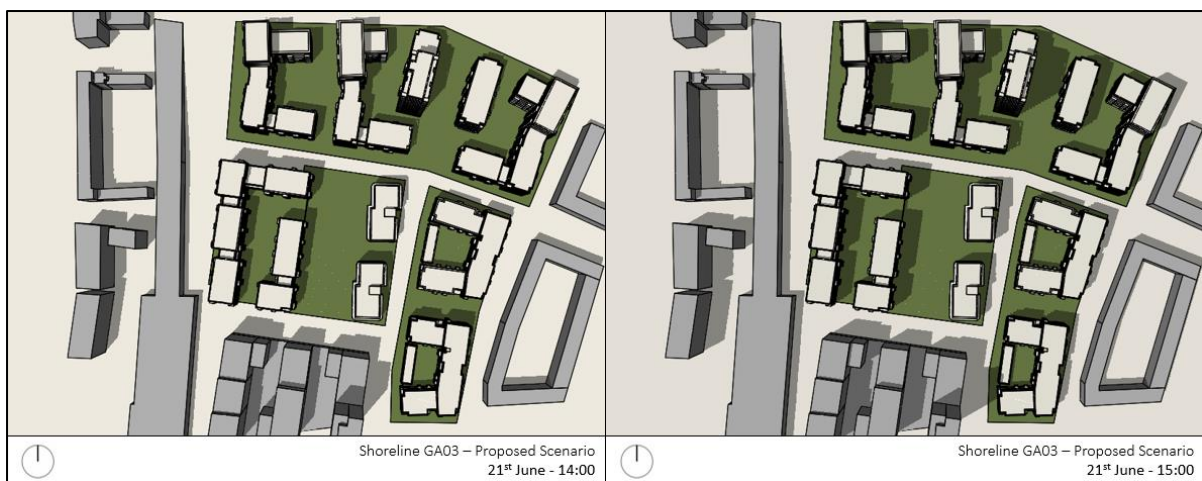 Shoreline GA03 – Proposed Scenario
21st June - 14:00
Shoreline GA03 – Proposed Scenario
21st June - 15:00